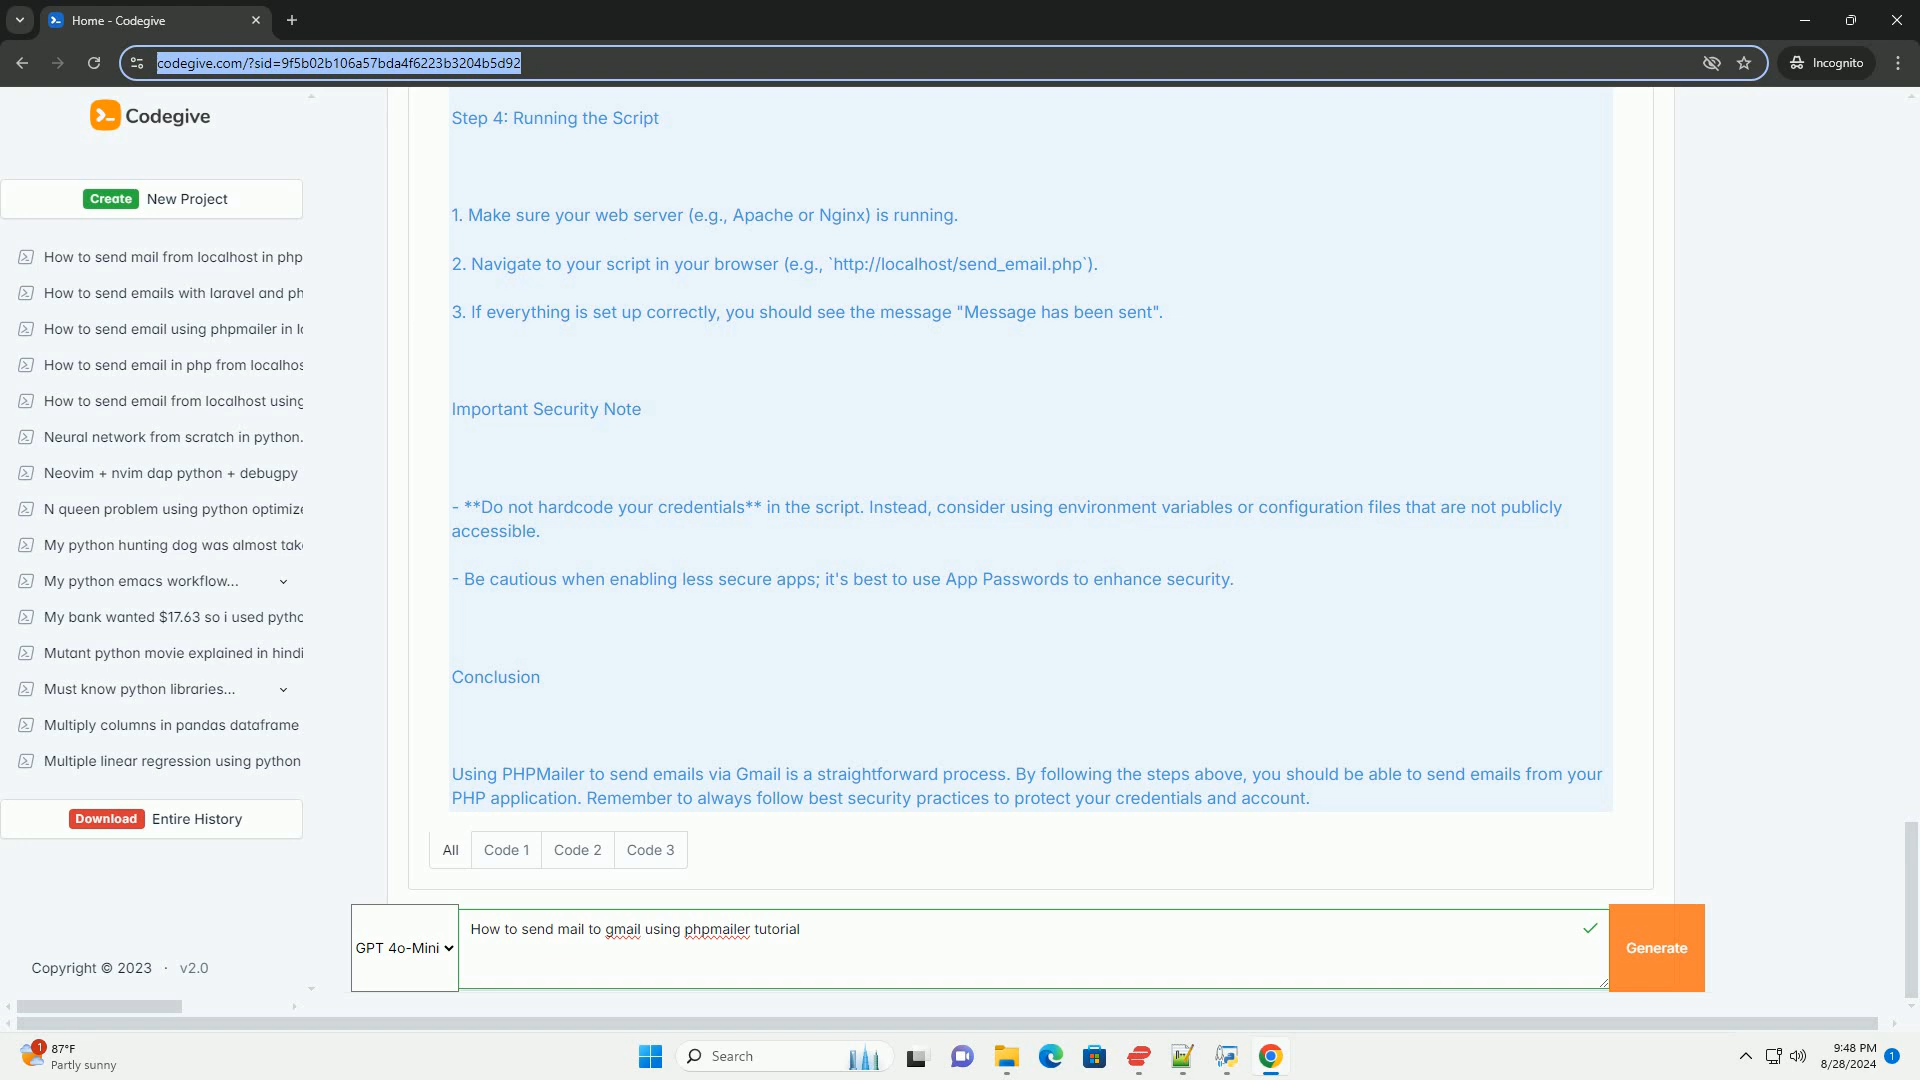 Home - Codegive
codegive.com/?sid=9f5b02b106a57bda4f6223b3204b5d92
Incognito
Codegive
Create New Project
How to send mail from localhost in php
How to send emails with laravel and ph
How to send email using phpmailer in lo
How to send email in php from localhos
How to send email from localhost using
Neural network from scratch in python.
Neovim + nvim dap python + debugpy
N queen problem using python optimize
My python hunting dog was almost take
My python emacs workflow...
My bank wanted $17.63 so i used pytho
Mutant python movie explained in hindi
Must know python libraries...
Multiply columns in pandas dataframe
Multiple linear regression using python
Download Entire History
Copyright © 2023 · v2.0
Step 4: Running the Script
1. Make sure your web server (e.g., Apache or Nginx) is running.
2. Navigate to your script in your browser (e.g., `http://localhost/send_email.php`).
3. If everything is set up correctly, you should see the message "Message has been sent".
Important Security Note
- **Do not hardcode your credentials** in the script. Instead, consider using environment variables or configuration files that are not publicly
accessible.
- Be cautious when enabling less secure apps; it's best to use App Passwords to enhance security.
Conclusion
Using PHPMailer to send emails via Gmail is a straightforward process. By following the steps above, you should be able to send emails from your
PHP application. Remember to always follow best security practices to protect your credentials and account.
All Code 1 Code 2 Code 3
GPT 4o-Mini
How to send mail to gmail using phpmailer tutorial
Generate
1
87°F
Partly sunny
Search
9:48 PM
8/28/2024
1